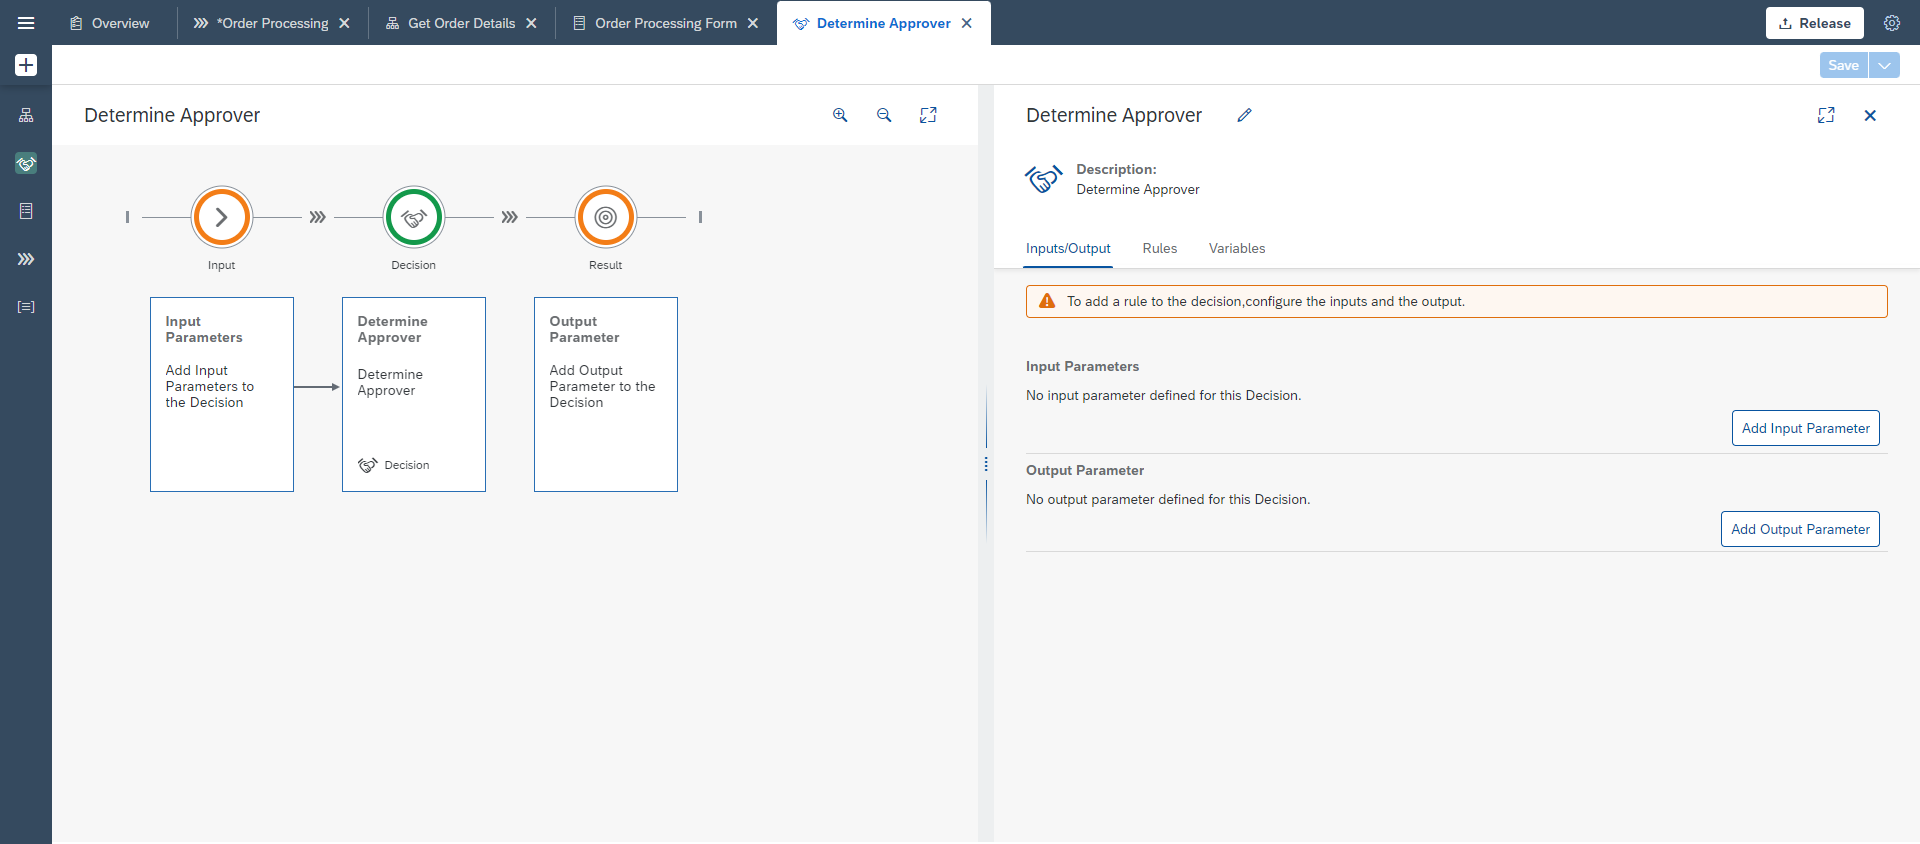 Overview
*Order Processing
Get Order Details
Order Processing Form
Determine Approver
Release
Save
Determine Approver
Input
Decision
Result
Input
Parameters
Add Input
Parameters to
the Decision
Determine
Approver
Determine
Approver
Decision
Output
Parameter
Add Output
Parameter to the
Decision
Determine Approver
Description:
Determine Approver
Inputs/Output
Rules
Variables
To add a rule to the decision,configure the inputs and the output.
Input Parameters
No input parameter defined for this Decision.
Add Input Parameter
Output Parameter
No output parameter defined for this Decision.
Add Output Parameter